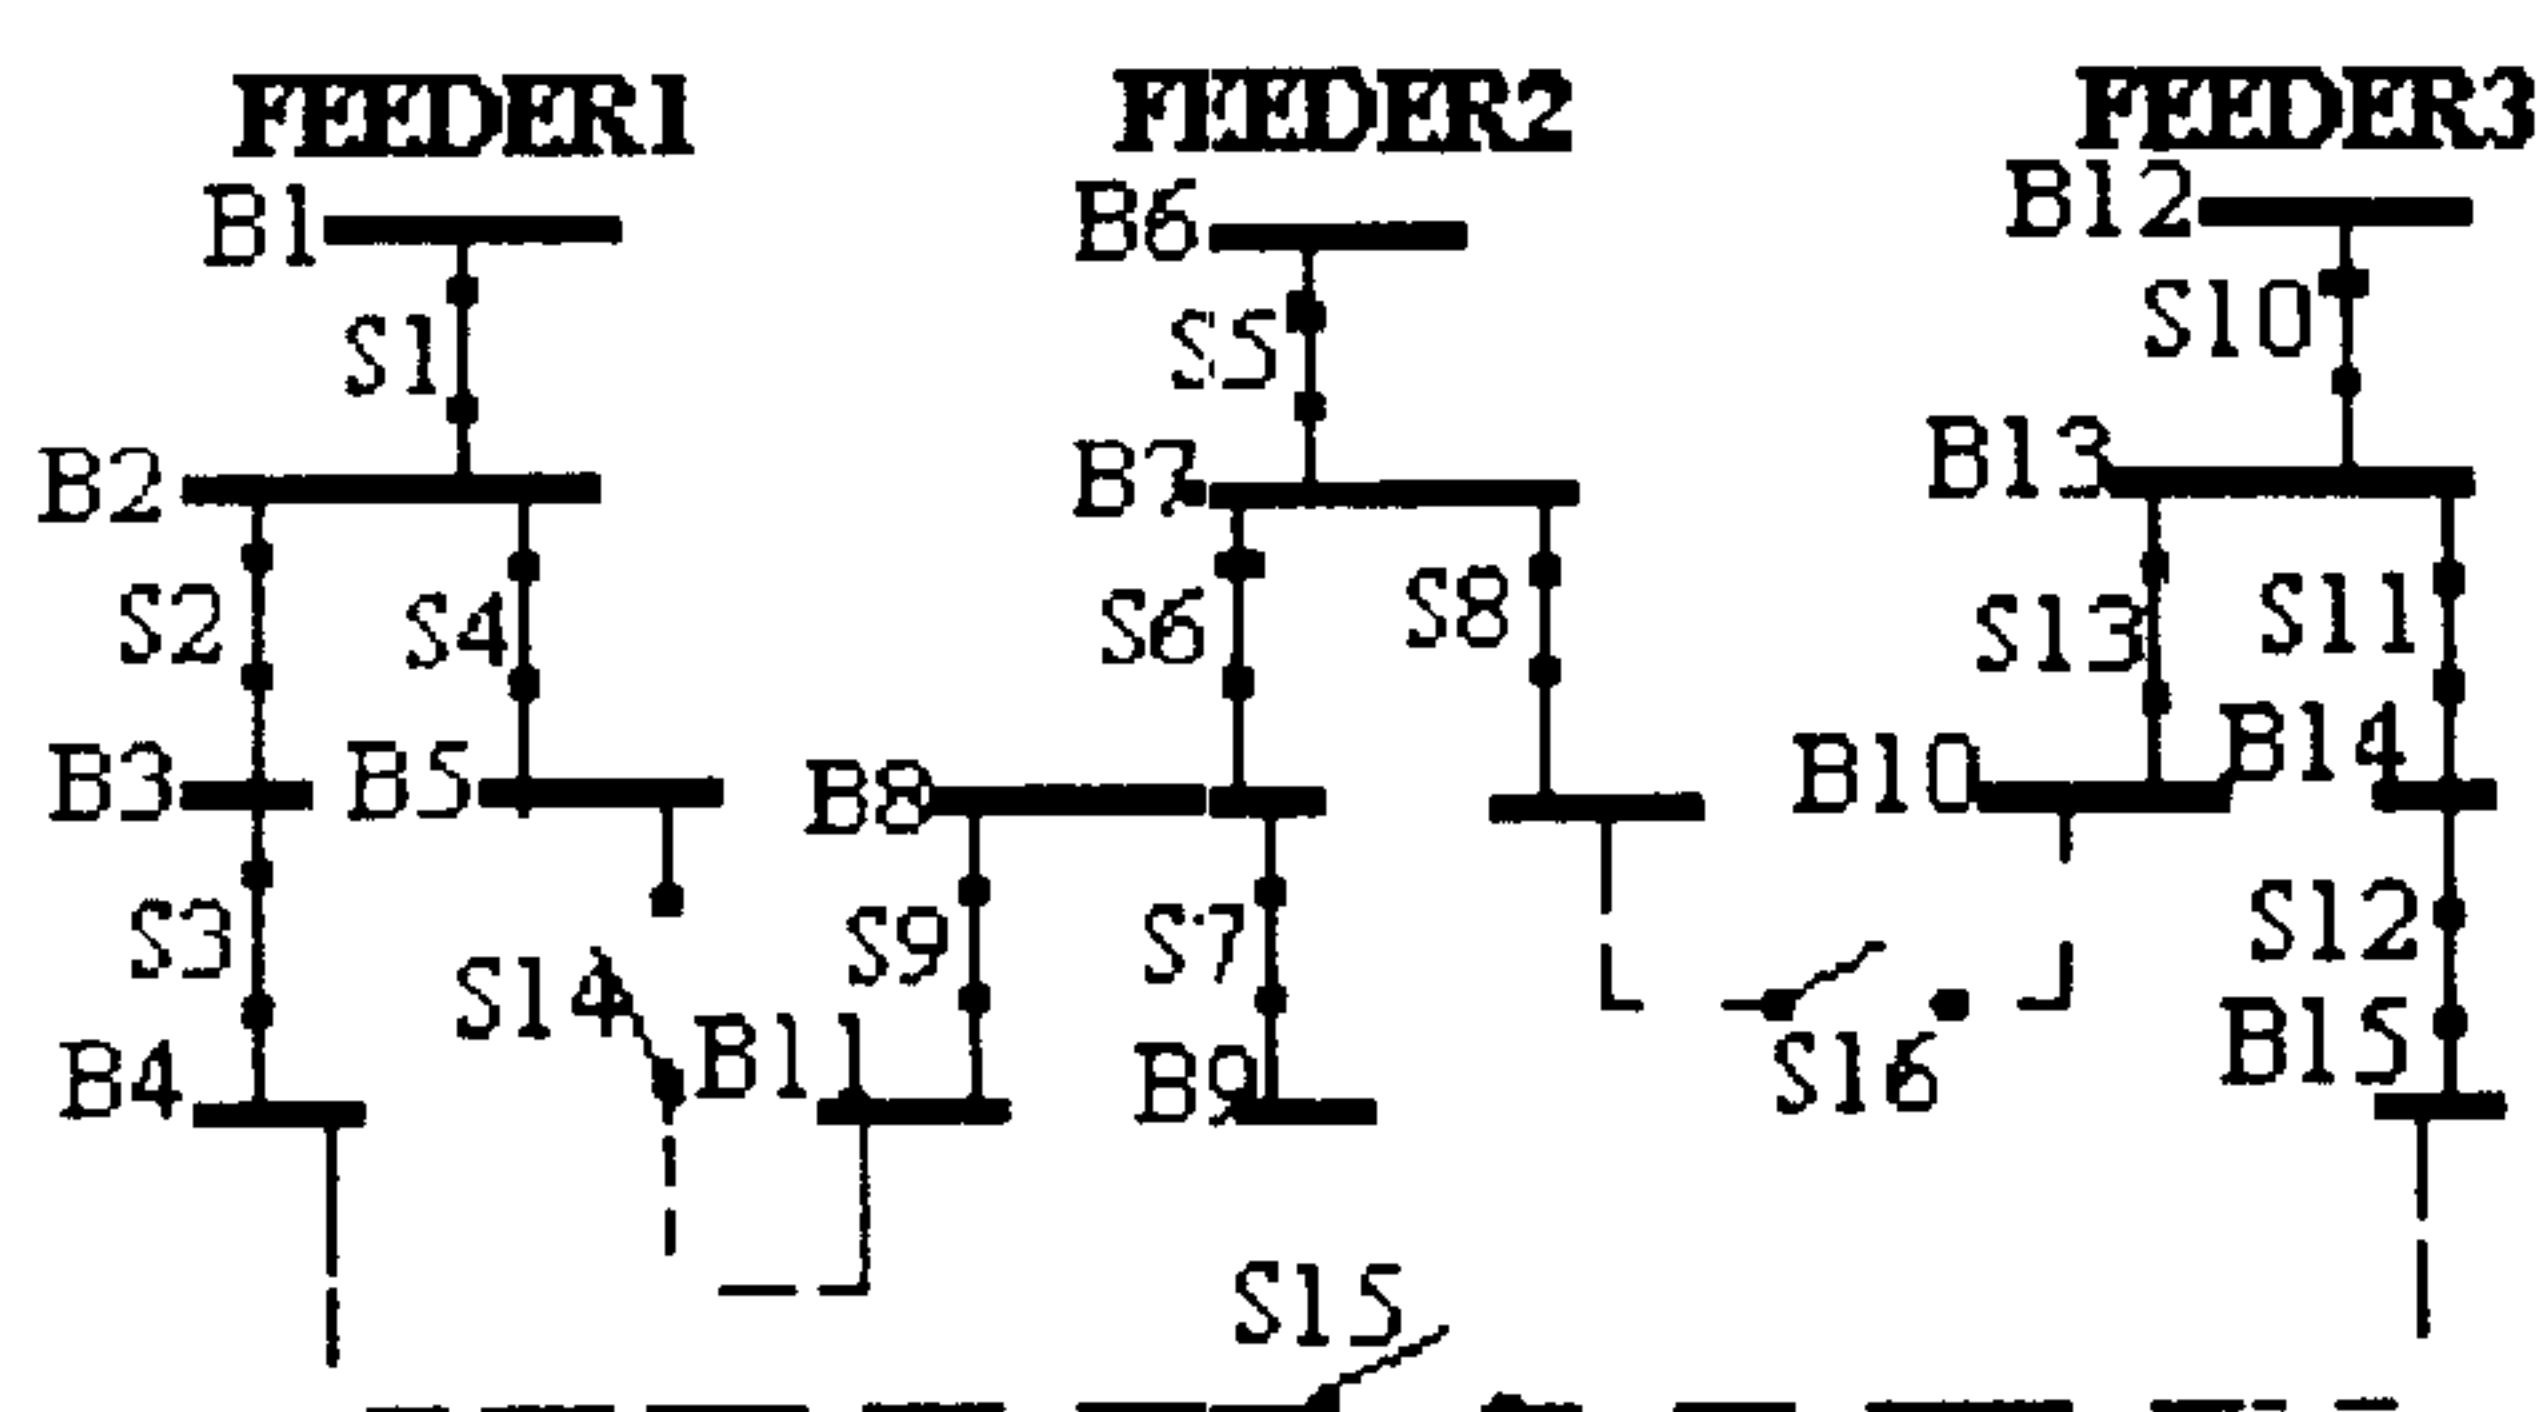 FEEDER1 FEEDER2 FEEDER3
B1 B6 B12
S1 S5 S10
B2 B7 B13
S2 S4 S6 S8 S13 S11
B3 B5 B8 B10 B14
S3 S14 S9 S7 S16 S12
B4 B11 B9 B15
S15